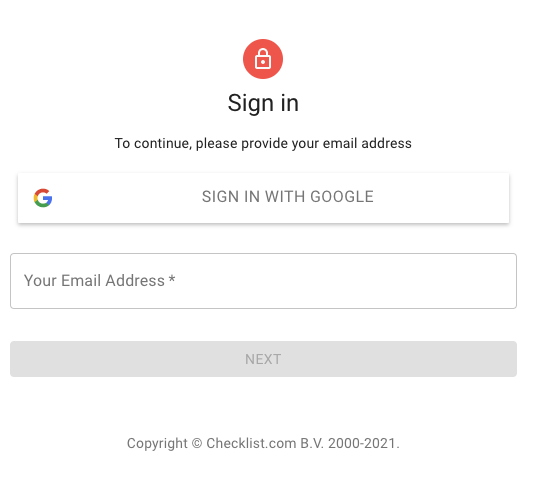 Sign in
To continue, please provide your email address
SIGN IN WITH GOOGLE
Your Email Address *
NEXT
Copyright © Checklist.com B.V. 2000-2021.